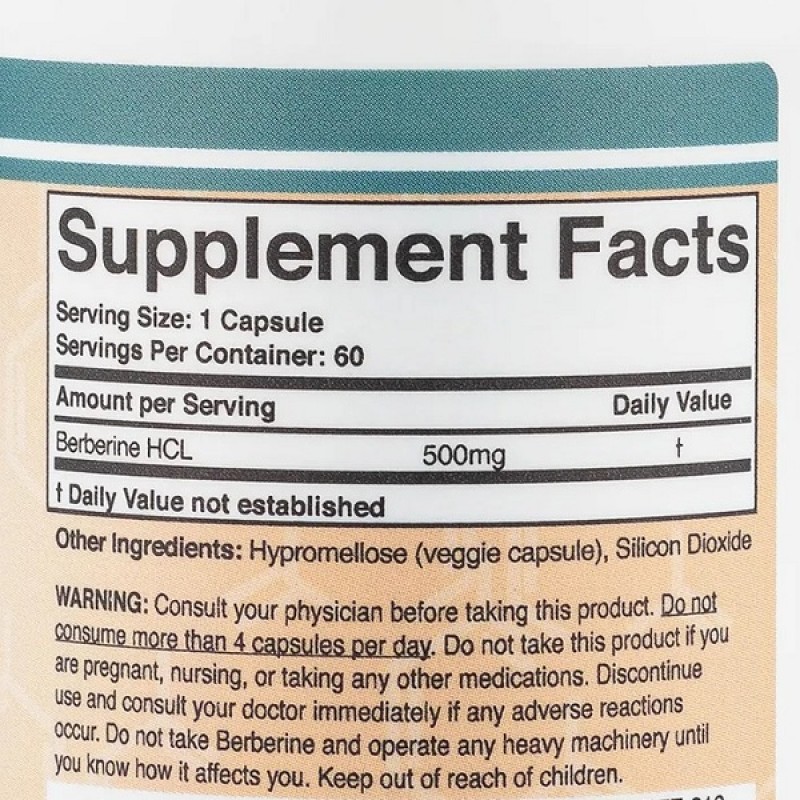 Supplement Facts
Serving Size: 1 Capsule
Servings Per Container: 60
Amount per Serving Daily Value
Berberine HCL 500mg †
† Daily Value not established
Other Ingredients: Hypromellose (veggie capsule), Silicon Dioxide
WARNING: Consult your physician before taking this product. Do not
consume more than 4 capsules per day. Do not take this product if you
are pregnant, nursing, or taking any other medications. Discontinue
use and consult your doctor immediately if any adverse reactions
occur. Do not take Berberine and operate any heavy machinery until
you know how it affects you. Keep out of reach of children.